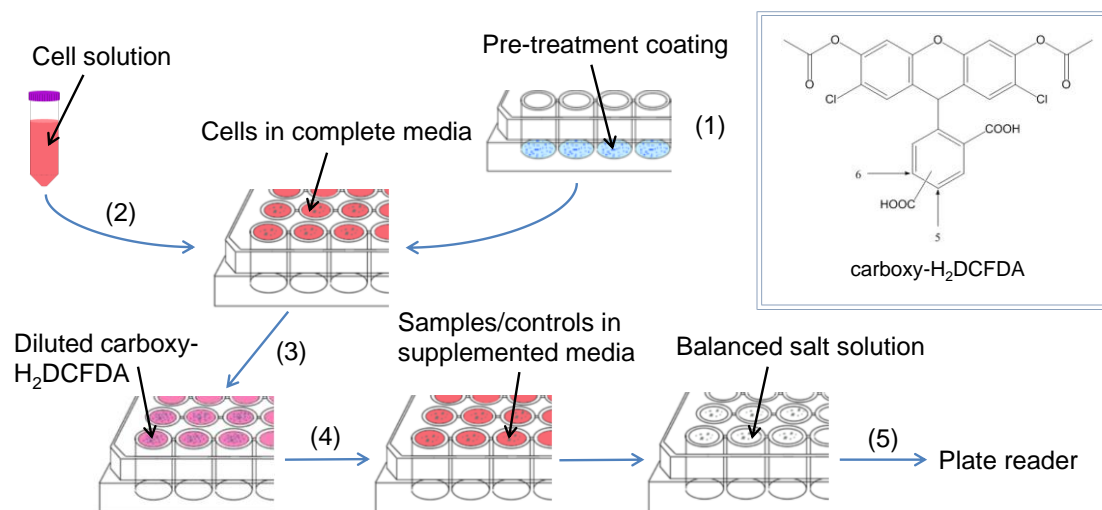 Cell solution
Pre-treatment coating
(1)
Cells in complete media
(2)
O
O
O
O
O
Cl
Cl
COOH
6
HOOC
5
carboxy-H₂DCFDA
Diluted carboxy-
H₂DCFDA
(3)
Samples/controls in
supplemented media
Balanced salt solution
(4)
(5)
Plate reader